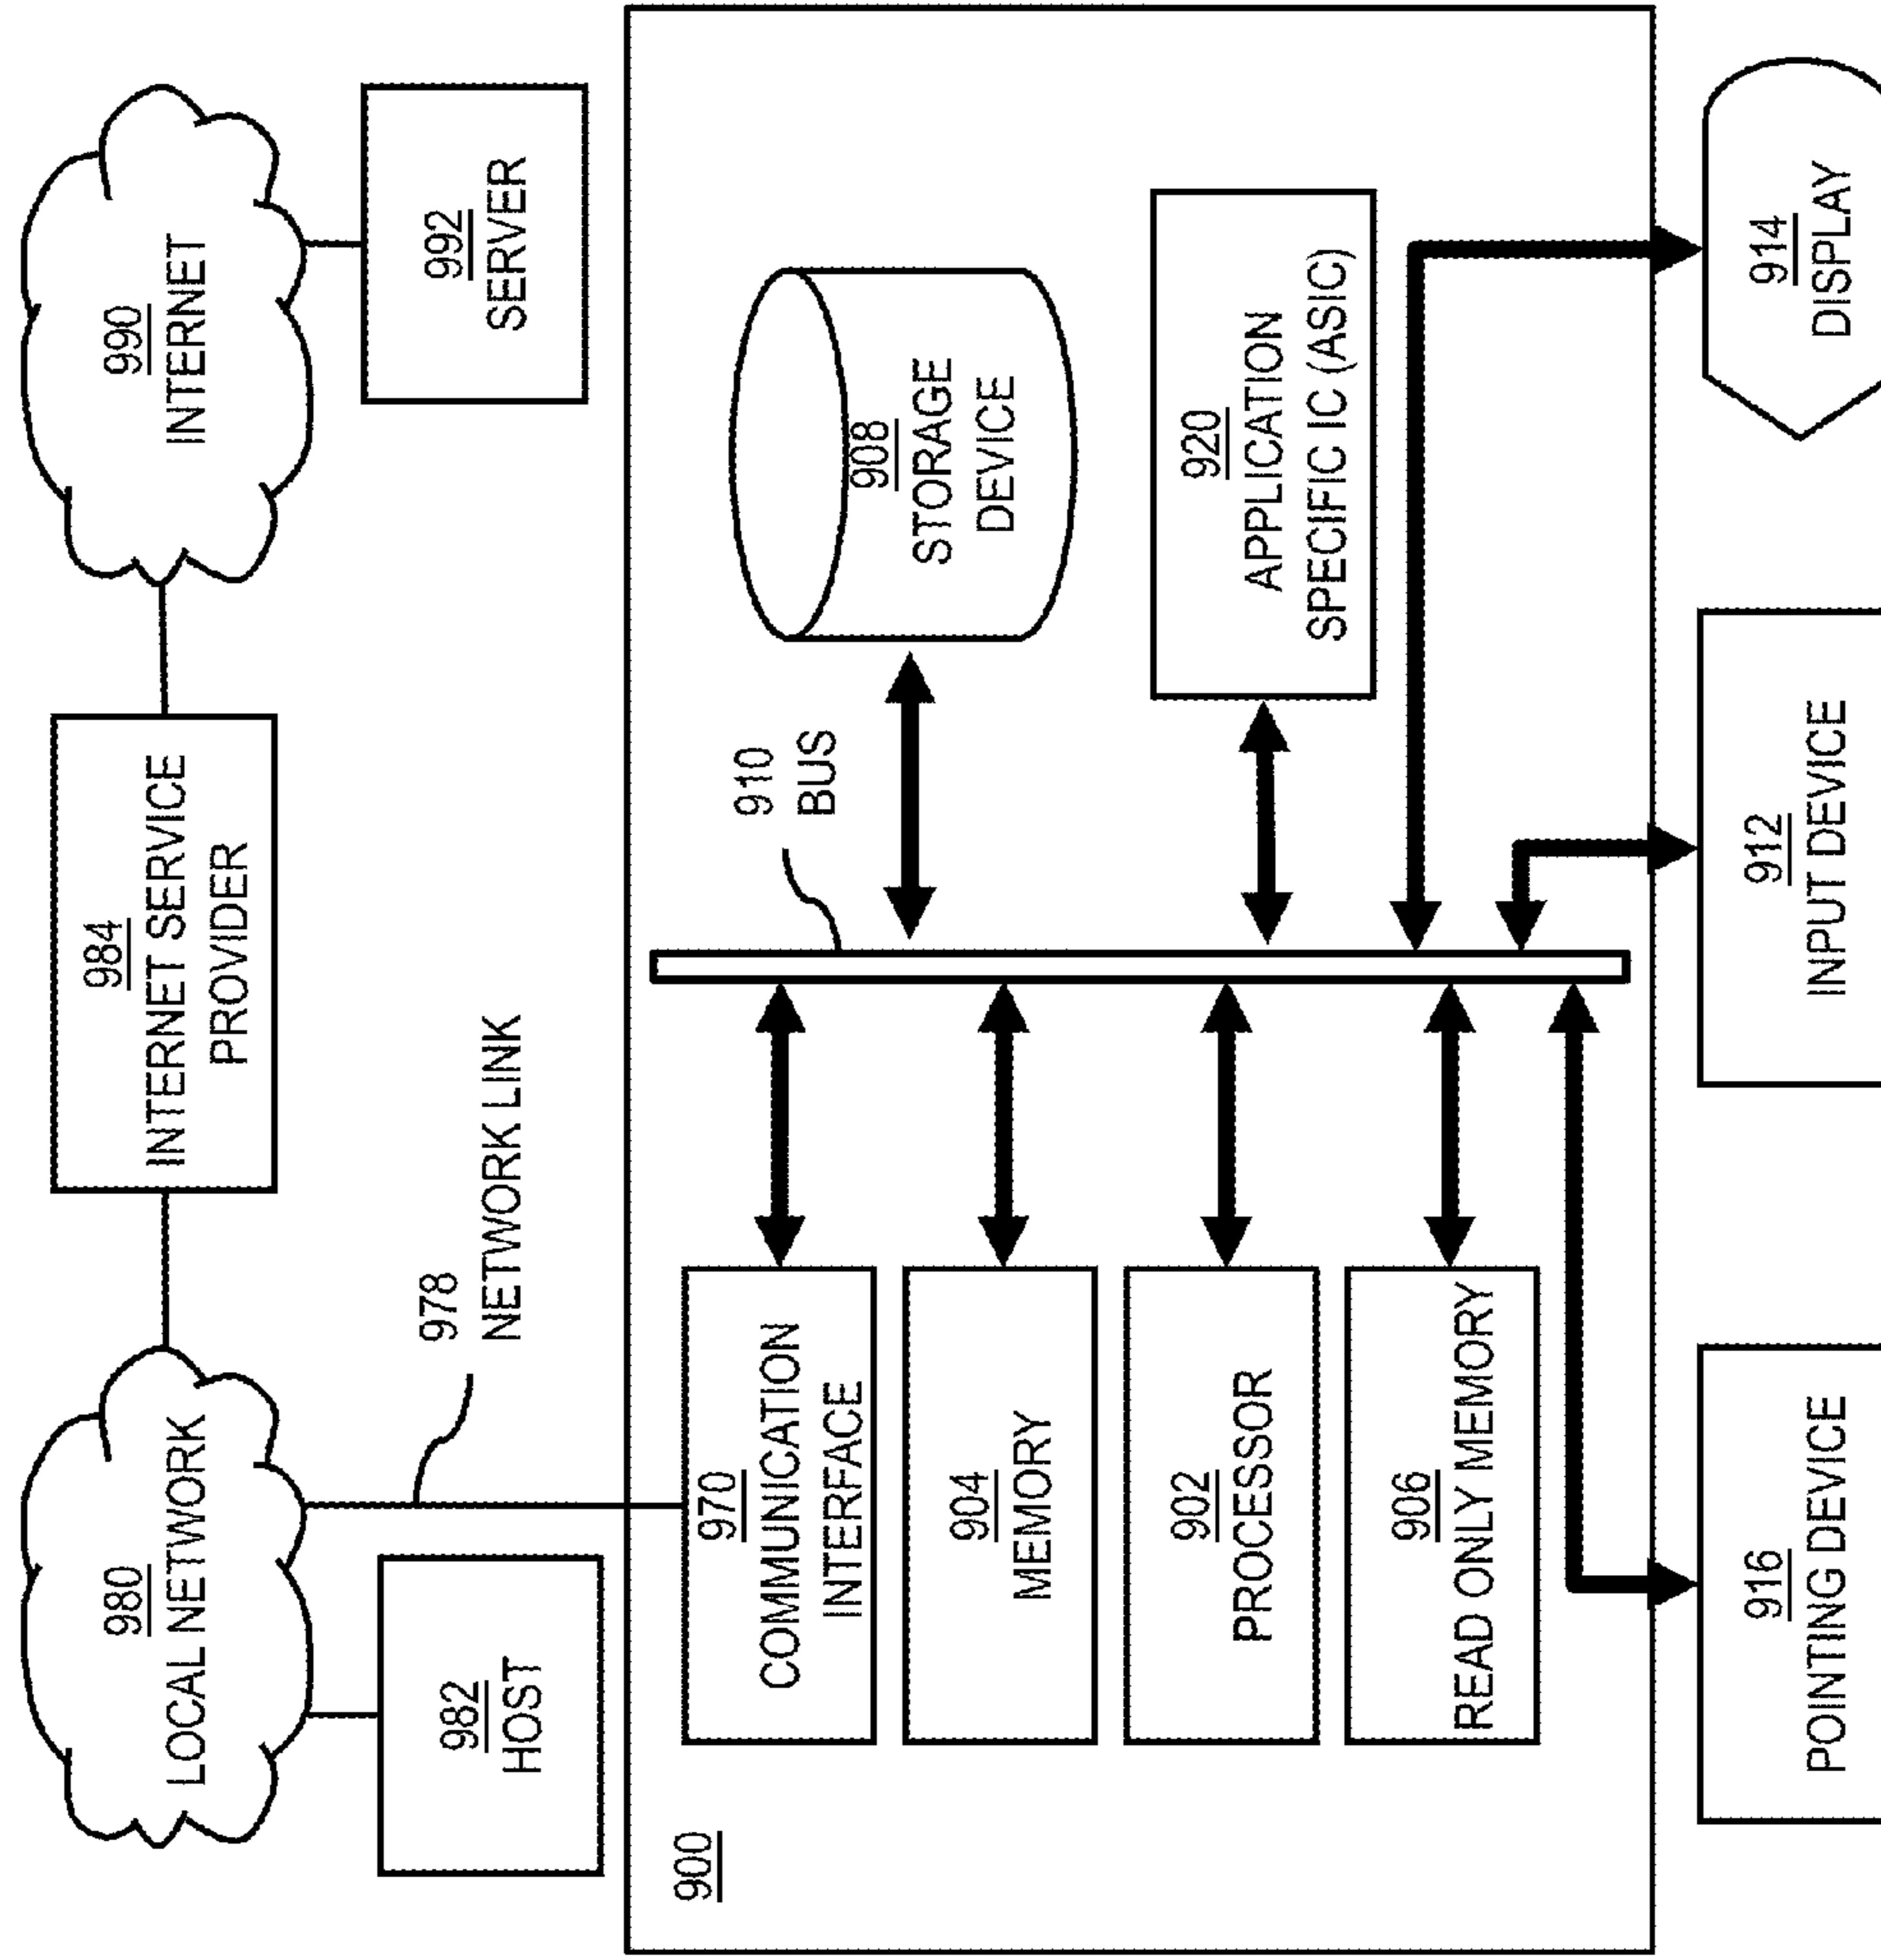 980
LOCAL NETWORK
984
INTERNET SERVICE
PROVIDER
990
INTERNET
982
HOST
978
NETWORK LINK
992
SERVER
900
970
COMMUNICATION
INTERFACE
910
BUS
908
STORAGE
DEVICE
904
MEMORY
902
PROCESSOR
920
APPLICATION
SPECIFIC IC (ASIC)
906
READ ONLY MEMORY
916
POINTING DEVICE
912
INPUT DEVICE
914
DISPLAY